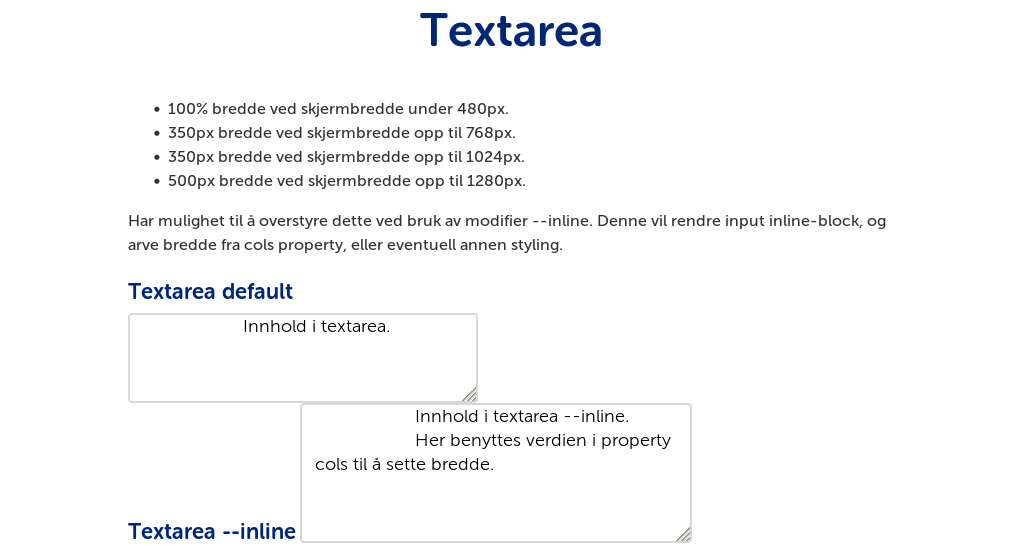 Textarea
• 100% bredde ved skjermbredde under 480px.
• 350px bredde ved skjermbredde opp til 768px.
• 350px bredde ved skjermbredde opp til 1024px.
• 500px bredde ved skjermbredde opp til 1280px.
Har mulighet til å overstyre dette ved bruk av modifier --inline. Denne vil rendre input inline-block, og
arve bredde fra cols property, eller eventuell annen styling.
Textarea default
Innhold i textarea.
Innhold i textarea --inline.
Her benyttes verdien i property
cols til å sette bredde.
Textarea --inline